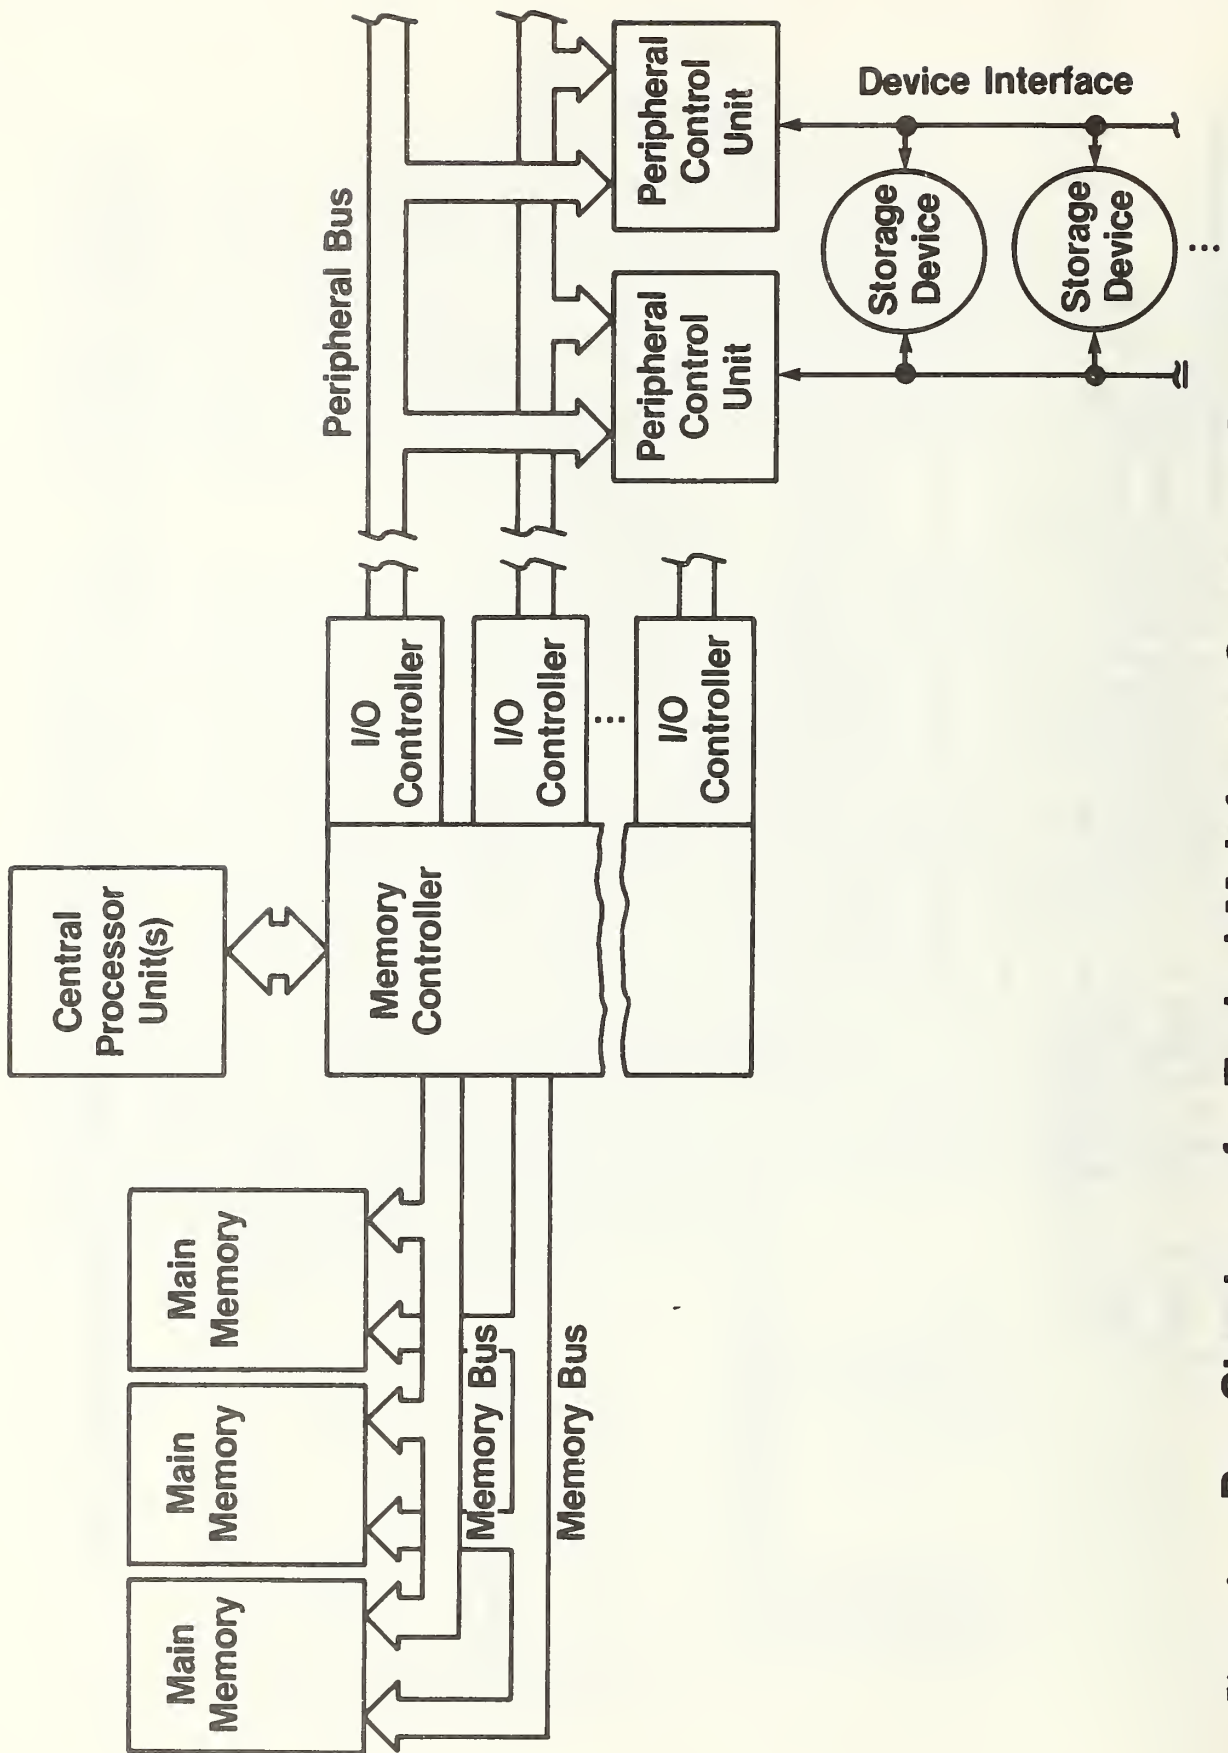 Central
Processor
Unit(s)
Main
Memory
Main
Memory
Main
Memory
Memory Bus
Memory Bus
Memory
Controller
I/O
Controller
I/O
Controller
I/O
Controller
Peripheral Bus
Peripheral
Control
Unit
Peripheral
Control
Unit
Device Interface
Storage
Device
Storage
Device